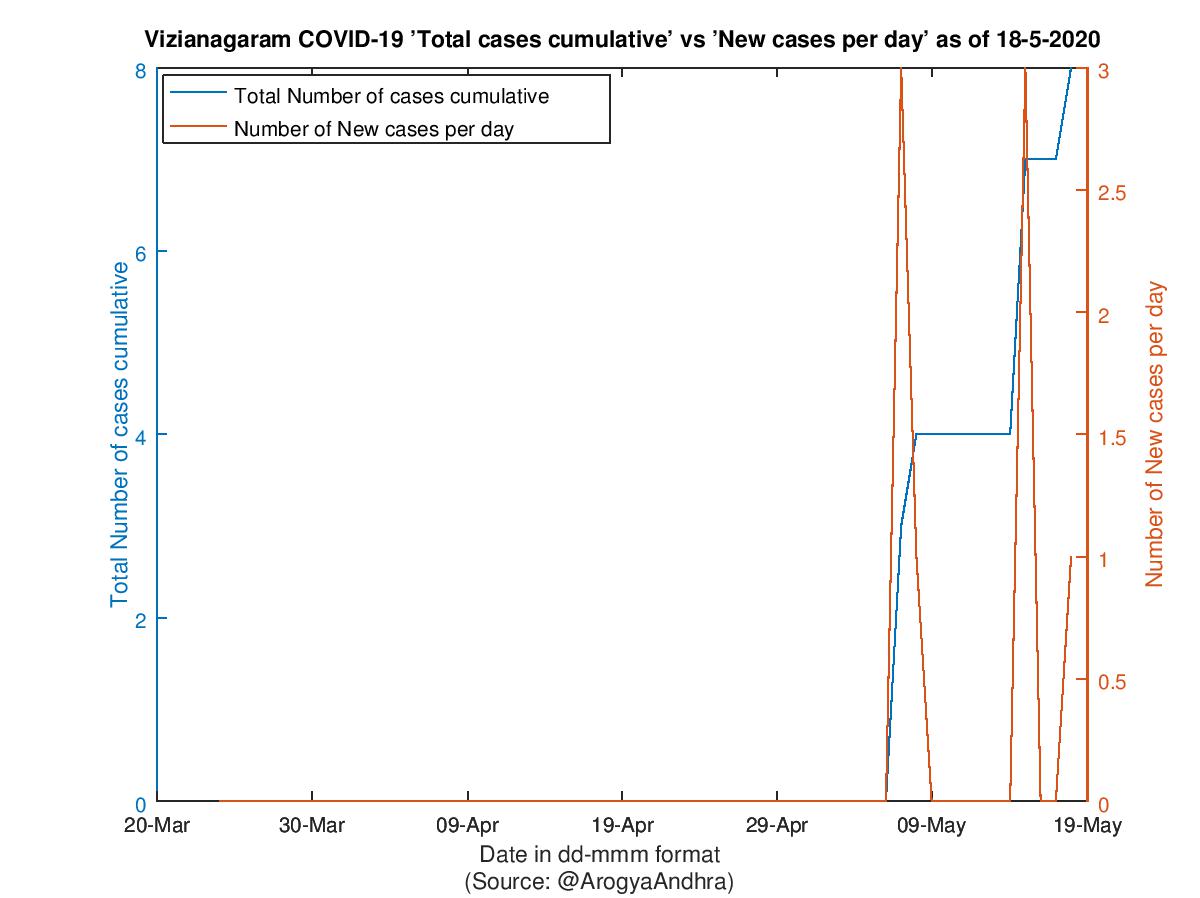 Vizianagaram COVID-19 ’Total cases cumulative’ vs ’New cases per day’ as of 18-5-2020
Total Number of cases cumulative
Number of New cases per day
Total Number of cases cumulative
8
6
4
2
0
3
2.5
2
1.5
1
0.5
0
Number of New cases per day
20-Mar 30-Mar 09-Apr 19-Apr 29-Apr 09-May 19-May
Date in dd-mmm format
(Source: @ArogyaAndhra)